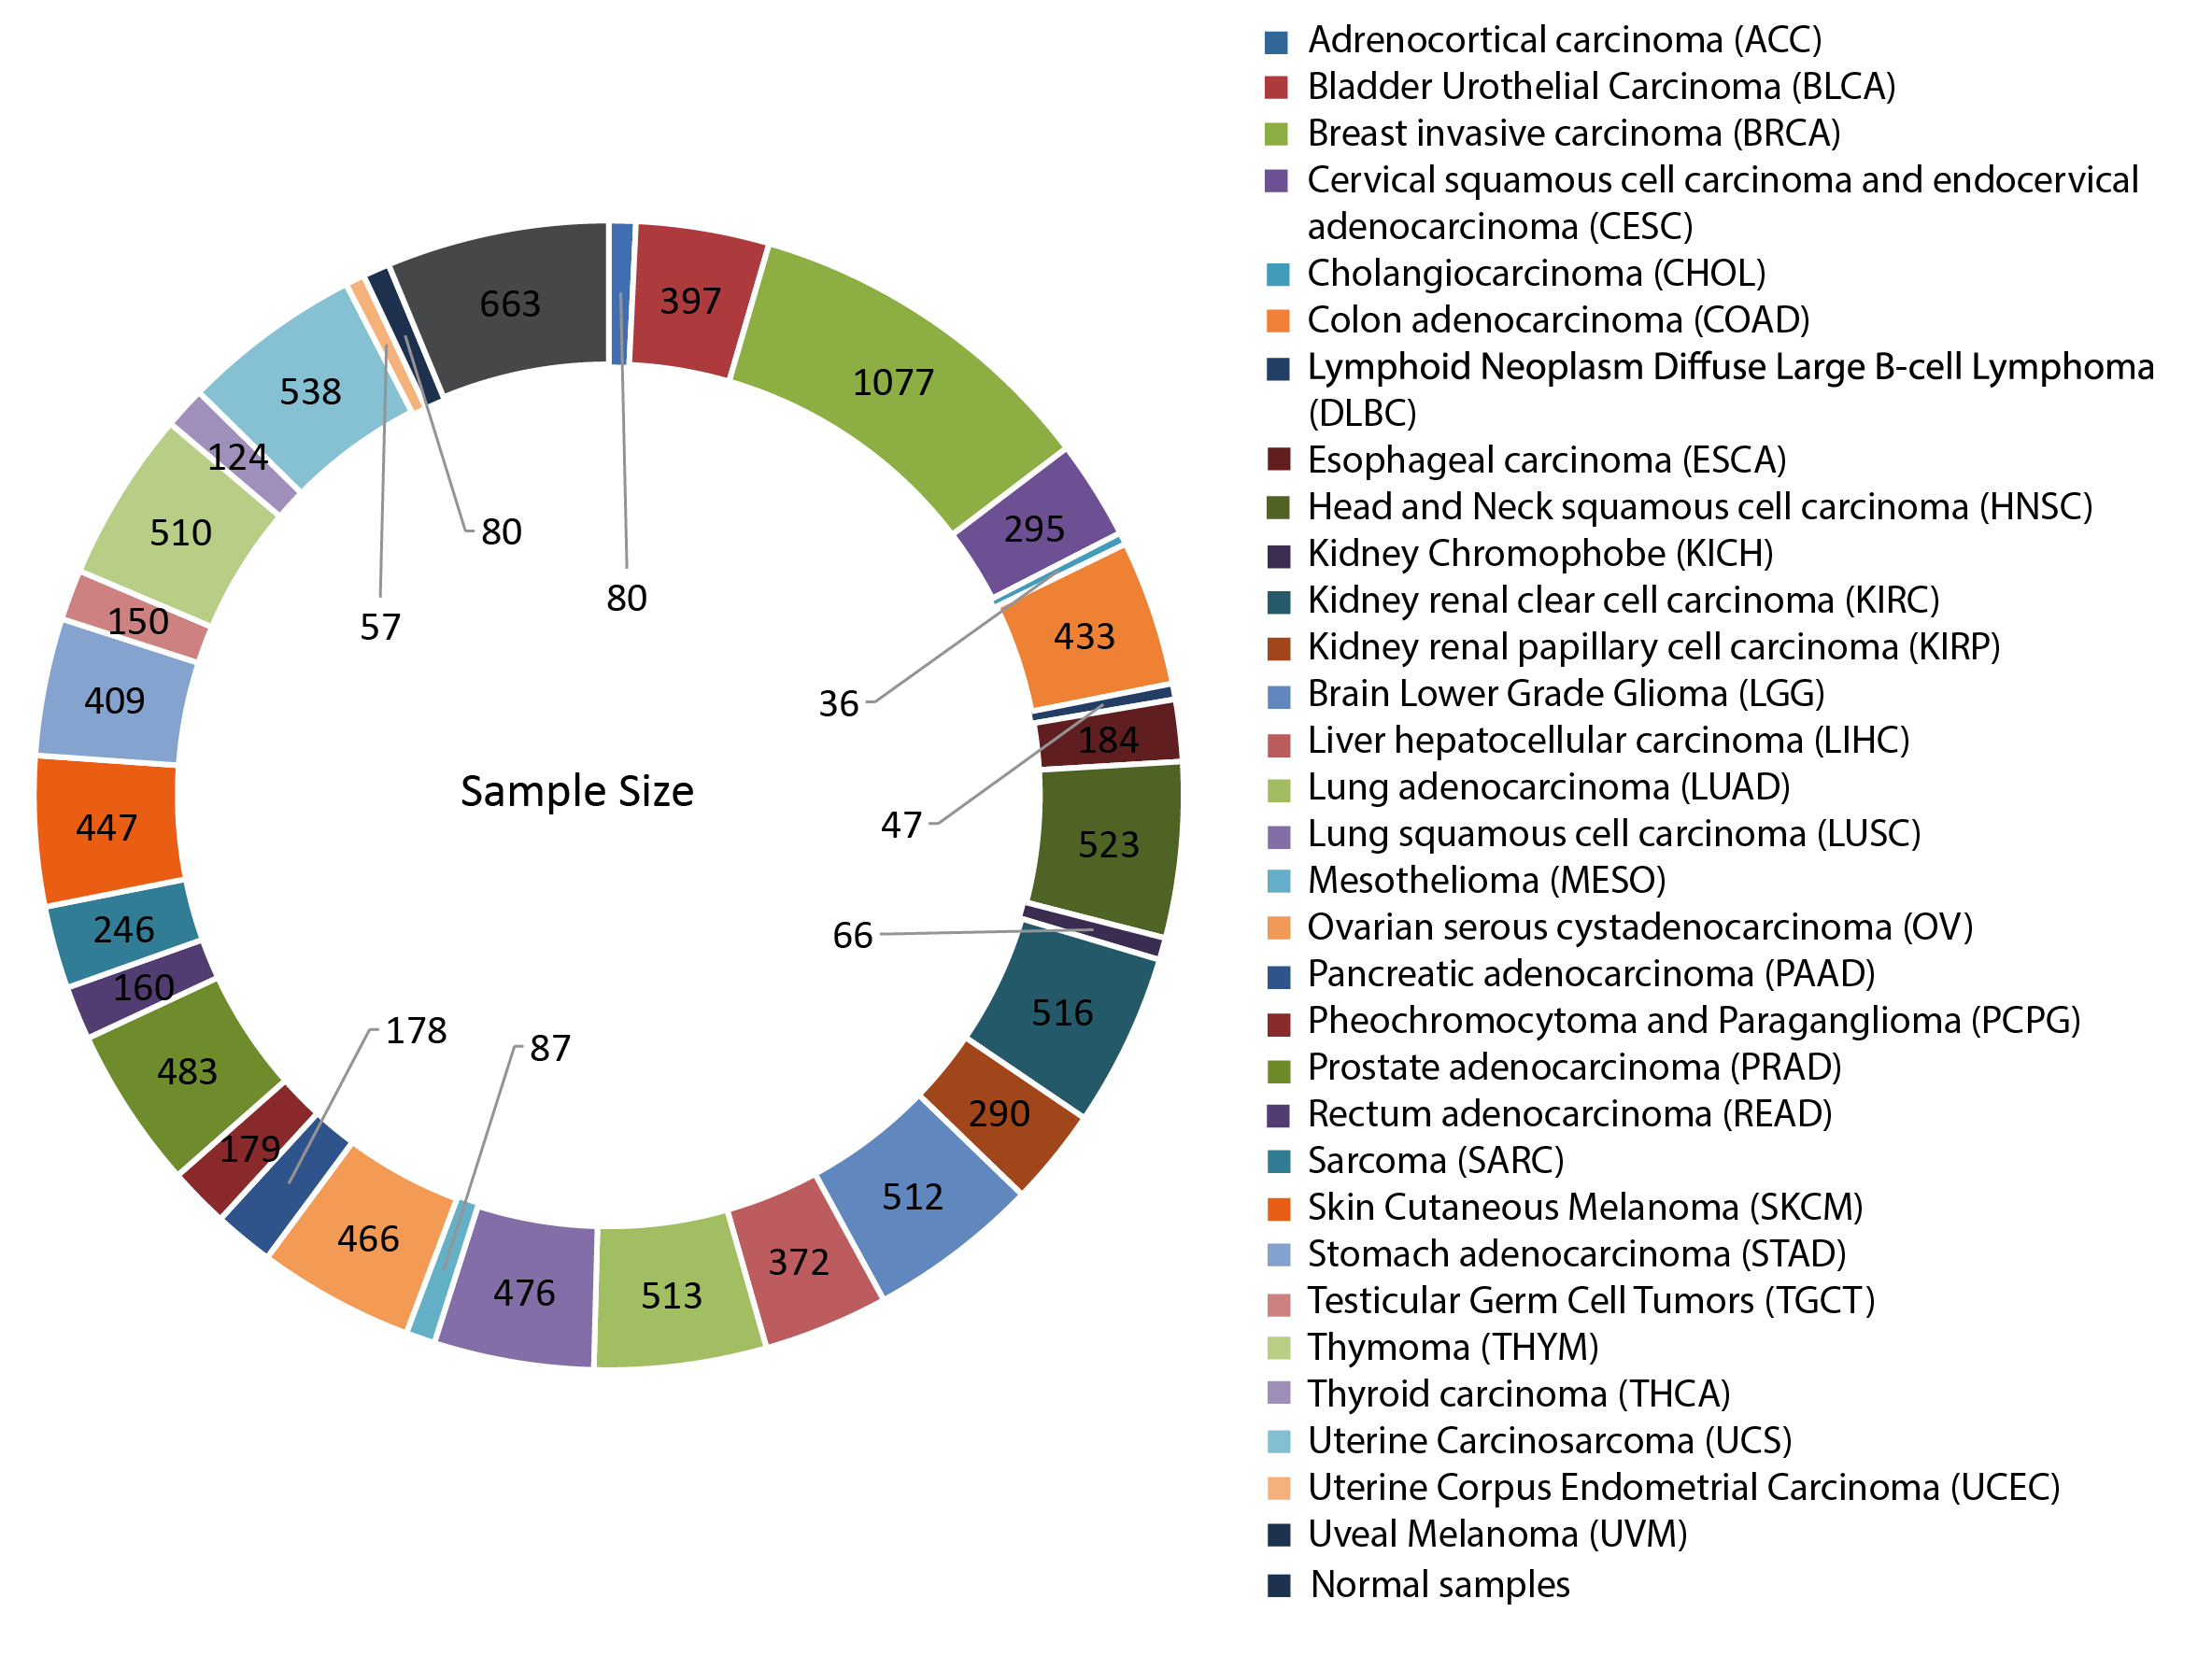 Adrenocortical carcinoma (ACC)
Bladder Urothelial Carcinoma (BLCA)
Breast invasive carcinoma (BRCA)
Cervical squamous cell carcinoma and endocervical
adenocarcinoma (CESC)
Cholangiocarcinoma (CHOL)
Colon adenocarcinoma (COAD)
Lymphoid Neoplasm Diffuse Large B-cell Lymphoma
(DLBC)
Esophageal carcinoma (ESCA)
Head and Neck squamous cell carcinoma (HNSC)
Kidney Chromophobe (KICH)
Kidney renal clear cell carcinoma (KIRC)
Kidney renal papillary cell carcinoma (KIRP)
Brain Lower Grade Glioma (LGG)
Liver hepatocellular carcinoma (LIHC)
Lung adenocarcinoma (LUAD)
Lung squamous cell carcinoma (LUSC)
Mesothelioma (MESO)
Ovarian serous cystadenocarcinoma (OV)
Pancreatic adenocarcinoma (PAAD)
Pheochromocytoma and Paraganglioma (PCPG)
Prostate adenocarcinoma (PRAD)
Rectum adenocarcinoma (READ)
Sarcoma (SARC)
Skin Cutaneous Melanoma (SKCM)
Stomach adenocarcinoma (STAD)
Testicular Germ Cell Tumors (TGCT)
Thymoma (THYM)
Thyroid carcinoma (THCA)
Uterine Carcinosarcoma (UCS)
Uterine Corpus Endometrial Carcinoma (UCEC)
Uveal Melanoma (UVM)
Normal samples
Sample Size
80
397
1077
295
36
433
47
184
523
66
516
290
512
372
513
476
87
466
178
179
483
160
246
447
409
150
510
124
538
57
80
663